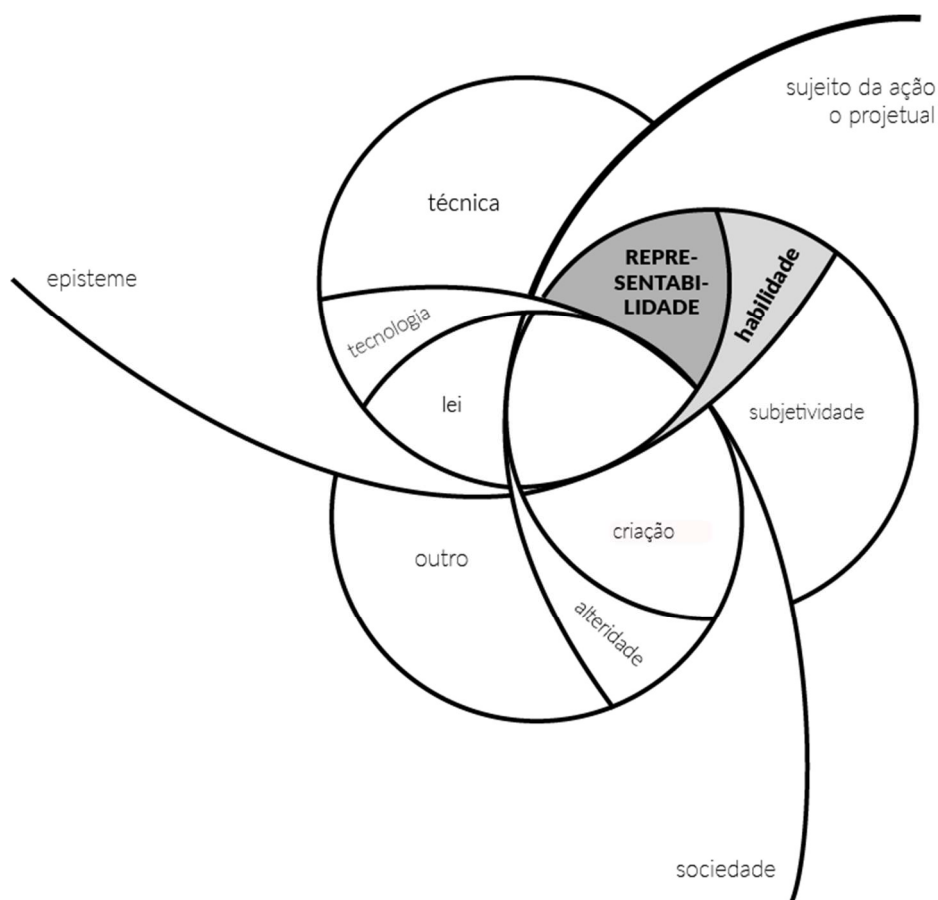 sujeito da ação
o projetual
técnica
REPRE-
SENTABI-
LIDADE
habilidade
episteme
tecnologia
lei
subjetividade
criação
outro
alteridade
sociedade